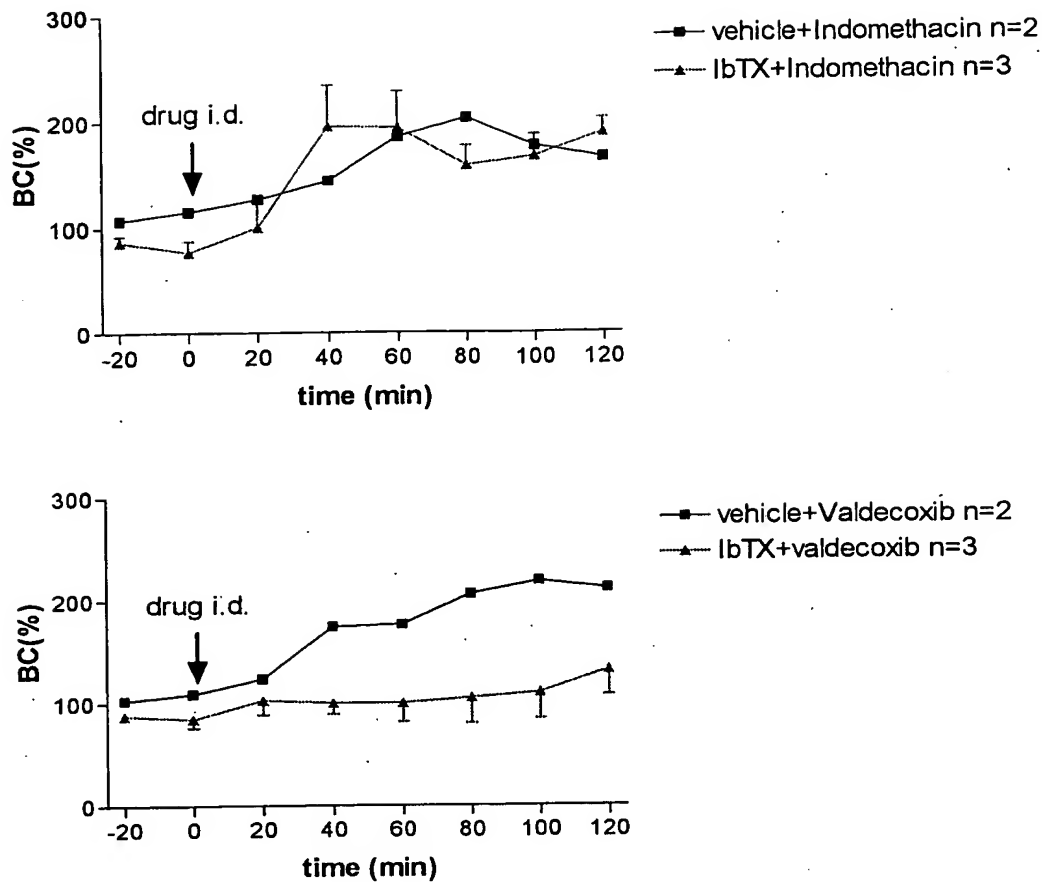 300
200
100
0
BC(%)
drug i.d.
-20 0 20 40 60 80 100 120
time (min)
vehicle+Indomethacin n=2
IbTX+Indomethacin n=3
300
200
100
0
BC(%)
drug i.d.
-20 0 20 40 60 80 100 120
time (min)
vehicle+Valdecoxib n=2
IbTX+valdecoxib n=3